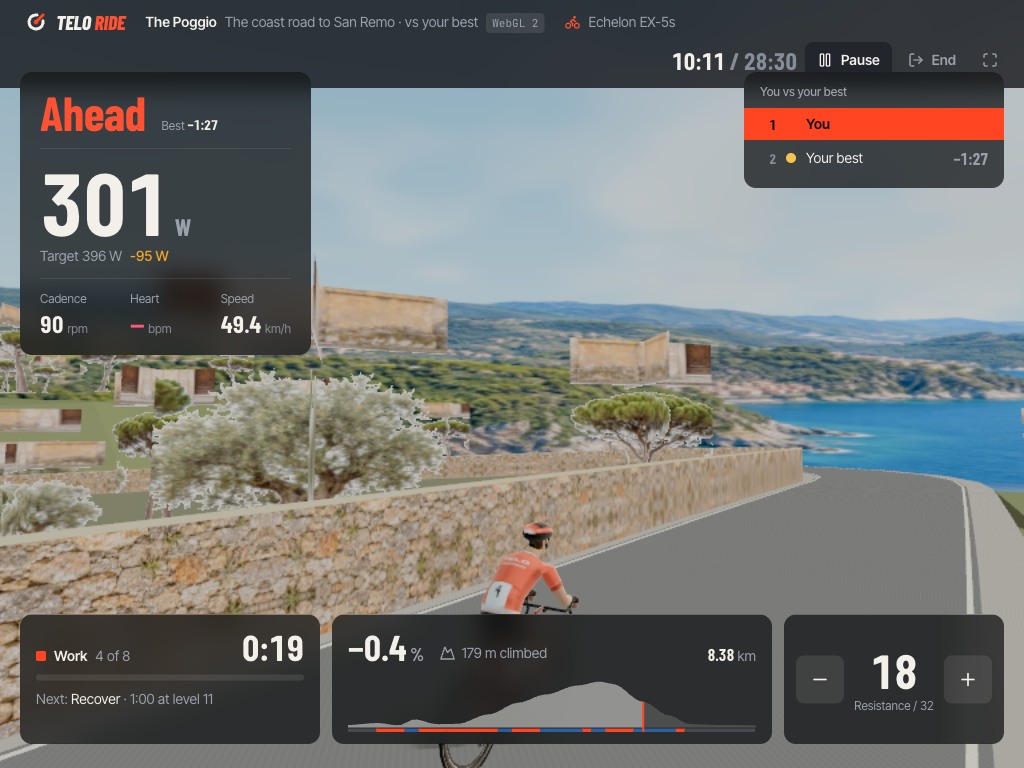 TELO RIDE The Poggio The coast road to San Remo · vs your best WebGL 2 Echelon EX-5s
10:11 / 28:30 Pause End
Ahead Best −1:27
301 W
Target 396 W -95 W
Cadence Heart Speed
90 rpm — bpm 49.4 km/h
You vs your best
1 You
2 Your best −1:27
Work 4 of 8 0:19
Next: Recover · 1:00 at level 11
−0.4 % 179 m climbed 8.38 km
− 18 +
Resistance / 32